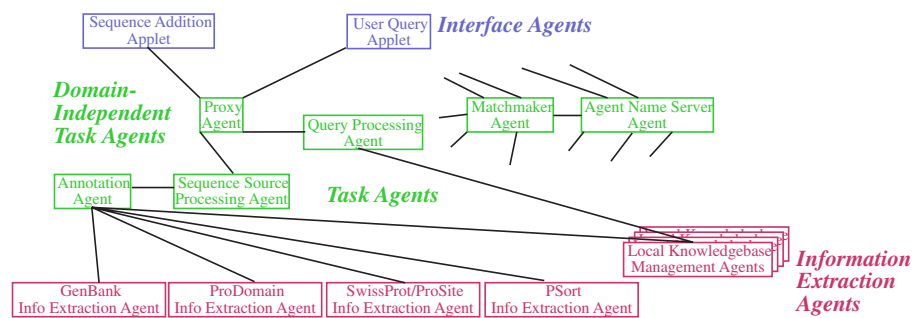 Sequence Addition
Applet
User Query
Applet
Interface Agents
Domain-
Independent
Task Agents
Proxy
Agent
Query Processing
Agent
Matchmaker
Agent
Agent Name Server
Agent
Annotation
Agent
Sequence Source
Processing Agent
Task Agents
Local Knowledgebase
Management Agents
Information
Extraction
Agents
GenBank
Info Extraction Agent
ProDomain
Info Extraction Agent
SwissProt/ProSite
Info Extraction Agent
PSort
Info Extraction Agent